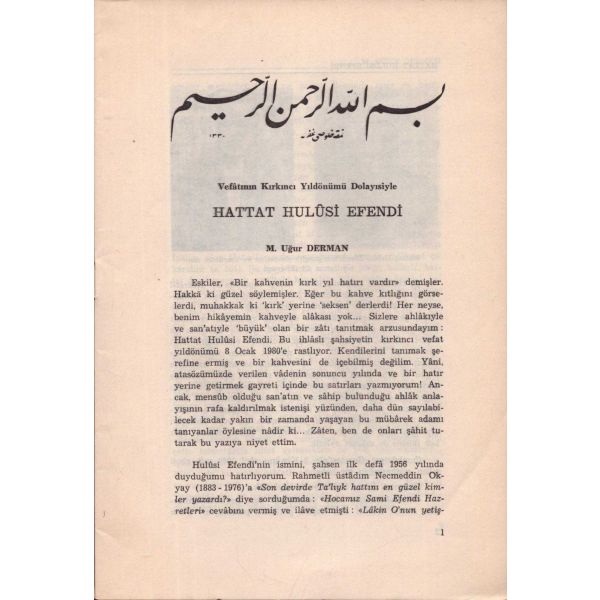 بسم الله الرحمن الرحيم
١٣٣٠
Vefâtının Kırkıncı Yıldönümü Dolayısiyle
HATTAT HULÛSİ EFENDİ
M. Uğur DERMAN
Eskiler, «Bir kahvenin kırk yıl hatırı vardır» demişler.
Hakkâ ki güzel söylemişler. Eğer bu kahve kıtlığını görse-
lerdi, muhakkak ki 'kırk' yerine 'seksen' derlerdi! Her neyse,
benim hikâyemin kahveyle alâkası yok... Sizlere ahlâkıyle
ve san'atıyle 'büyük' olan bir zâtı tanıtmak arzusundayım :
Hattat Hulûsi Efendi. Bu ihlâslı şahsiyetin kırkıncı vefat
yıldönümü 8 Ocak 1980'e rastlıyor. Kendilerini tanımak şe-
refine ermiş ve bir kahvesini de içebilmiş değilim. Yâni,
atasözümüzde verilen vâdenin sonuncu yılında ve bir hatır
yerine getirmek gayreti içinde bu satırları yazmıyorum! An-
cak, mensûb olduğu san'atın ve sâhip bulunduğu ahlâk anla-
yışının rafa kaldırılmak istenişi yüzünden, daha dün sayılabi-
lecek kadar yakın bir zamanda yaşayan bu mübârek adamı
tanıyanlar öylesine nâdir ki... Zâten, ben de onları şâhit tu-
tarak bu yazıya niyet ettim.
Hulûsi Efendi'nin ismini, şahsen ilk defâ 1956 yılında
duyduğumu hatırlıyorum. Rahmetli üstâdım Necmeddin Ok-
yay (1883 - 1976)'a «Son devirde Ta'lıyk hattını en güzel kim-
ler yazardı?» diye sorduğumda : «Hocamız Sami Efendi Haz-
retleri» cevâbını vermiş ve ilâve etmişti : «Lâkin O'nun yetiş-
1